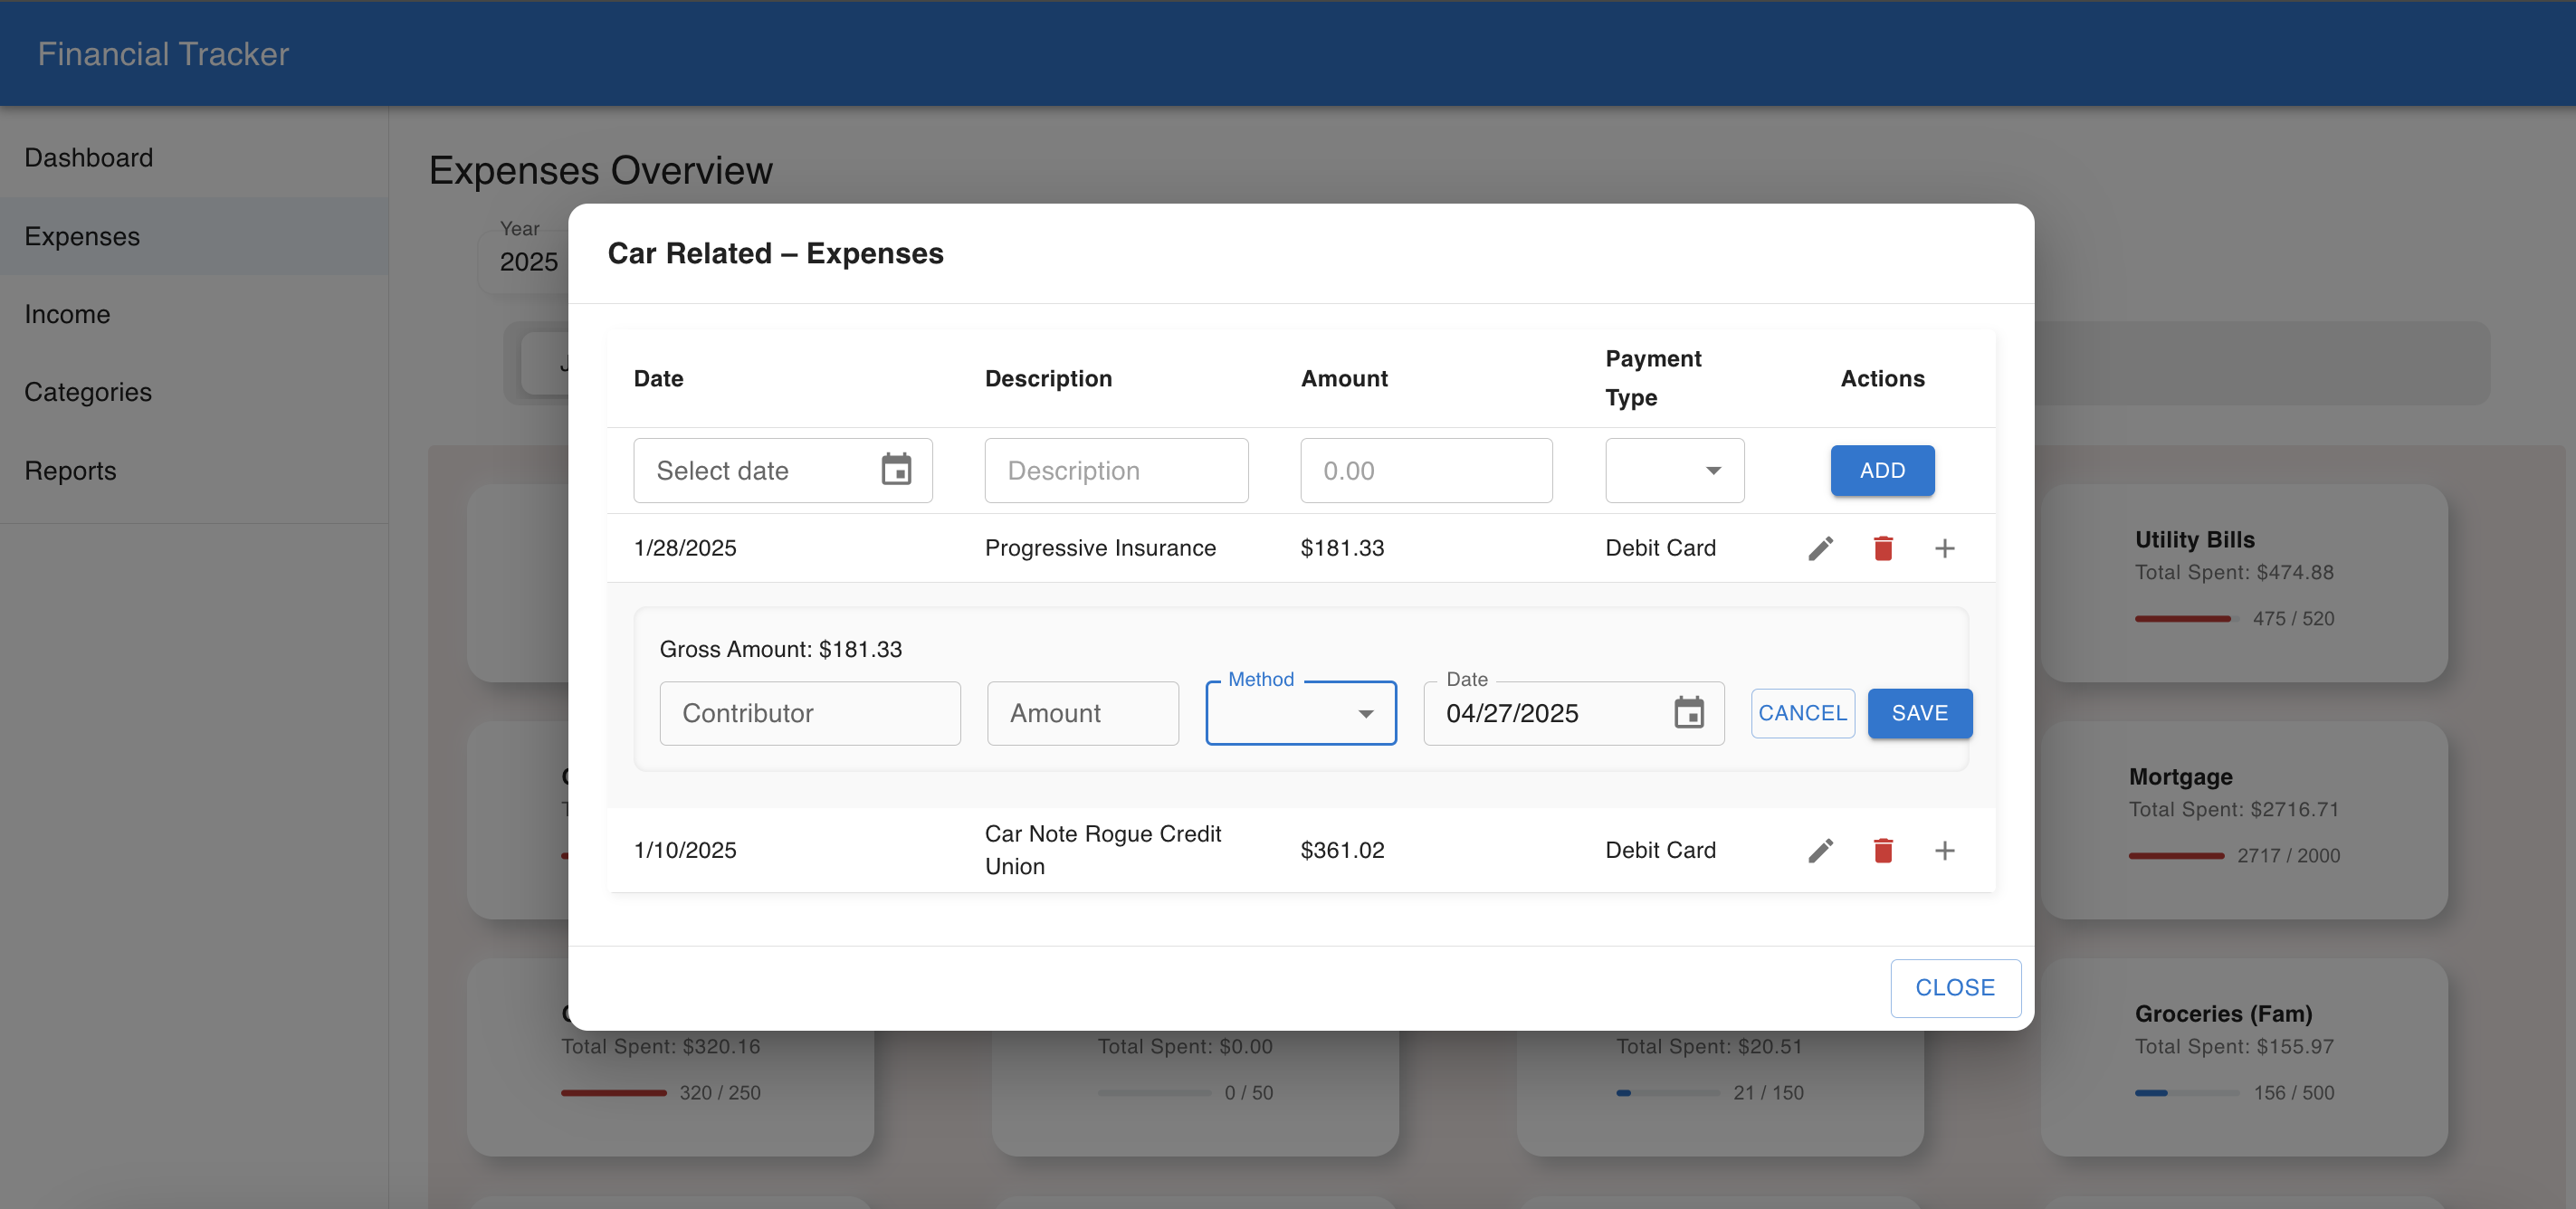 Financial Tracker
Dashboard
Expenses
Income
Categories
Reports
Expenses Overview
Year
2025
Car Related – Expenses
Date Description Amount Payment Type Actions
Select date Description 0.00 ADD
1/28/2025 Progressive Insurance $181.33 Debit Card
Gross Amount: $181.33
Contributor Amount Method Date 04/27/2025 CANCEL SAVE
1/10/2025 Car Note Rogue Credit Union $361.02 Debit Card
CLOSE
Utility Bills
Total Spent: $474.88
475 / 520
Mortgage
Total Spent: $2716.71
2717 / 2000
Total Spent: $320.16
320 / 250
Total Spent: $0.00
0 / 50
Total Spent: $20.51
21 / 150
Groceries (Fam)
Total Spent: $155.97
156 / 500